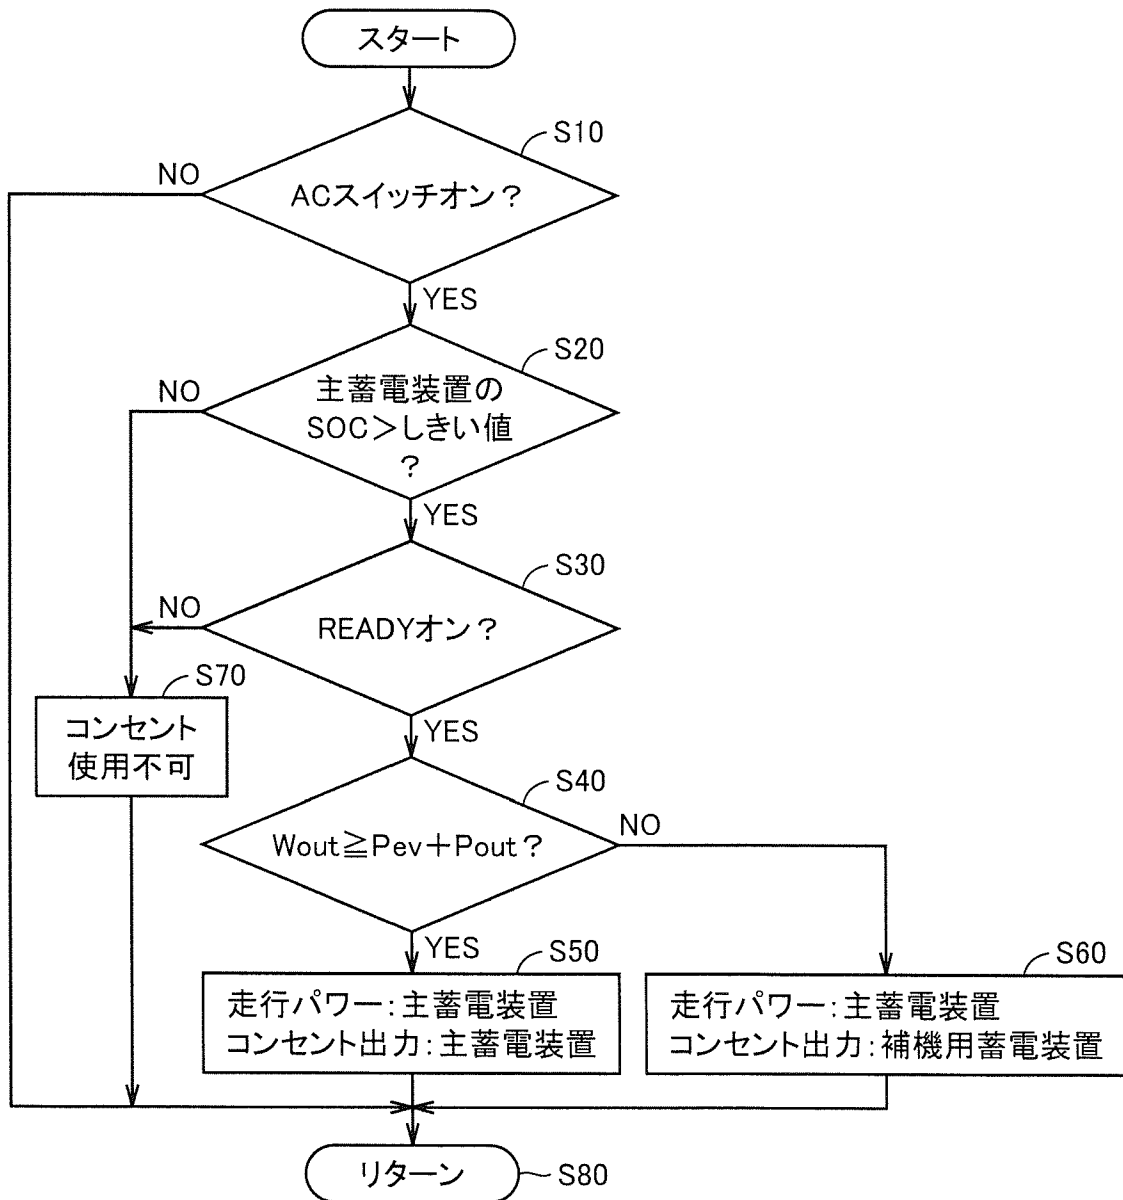 スタート
S10
NO
ACスイッチオン？
YES
S20
NO
主蓄電装置の
SOC＞しきい値
？
YES
S30
NO
READYオン？
S70
YES
コンセント
使用不可
S40
NO
Wout≧Pev＋Pout？
YES
S50
S60
走行パワー：主蓄電装置
コンセント出力：主蓄電装置
走行パワー：主蓄電装置
コンセント出力：補機用蓄電装置
リターン
S80